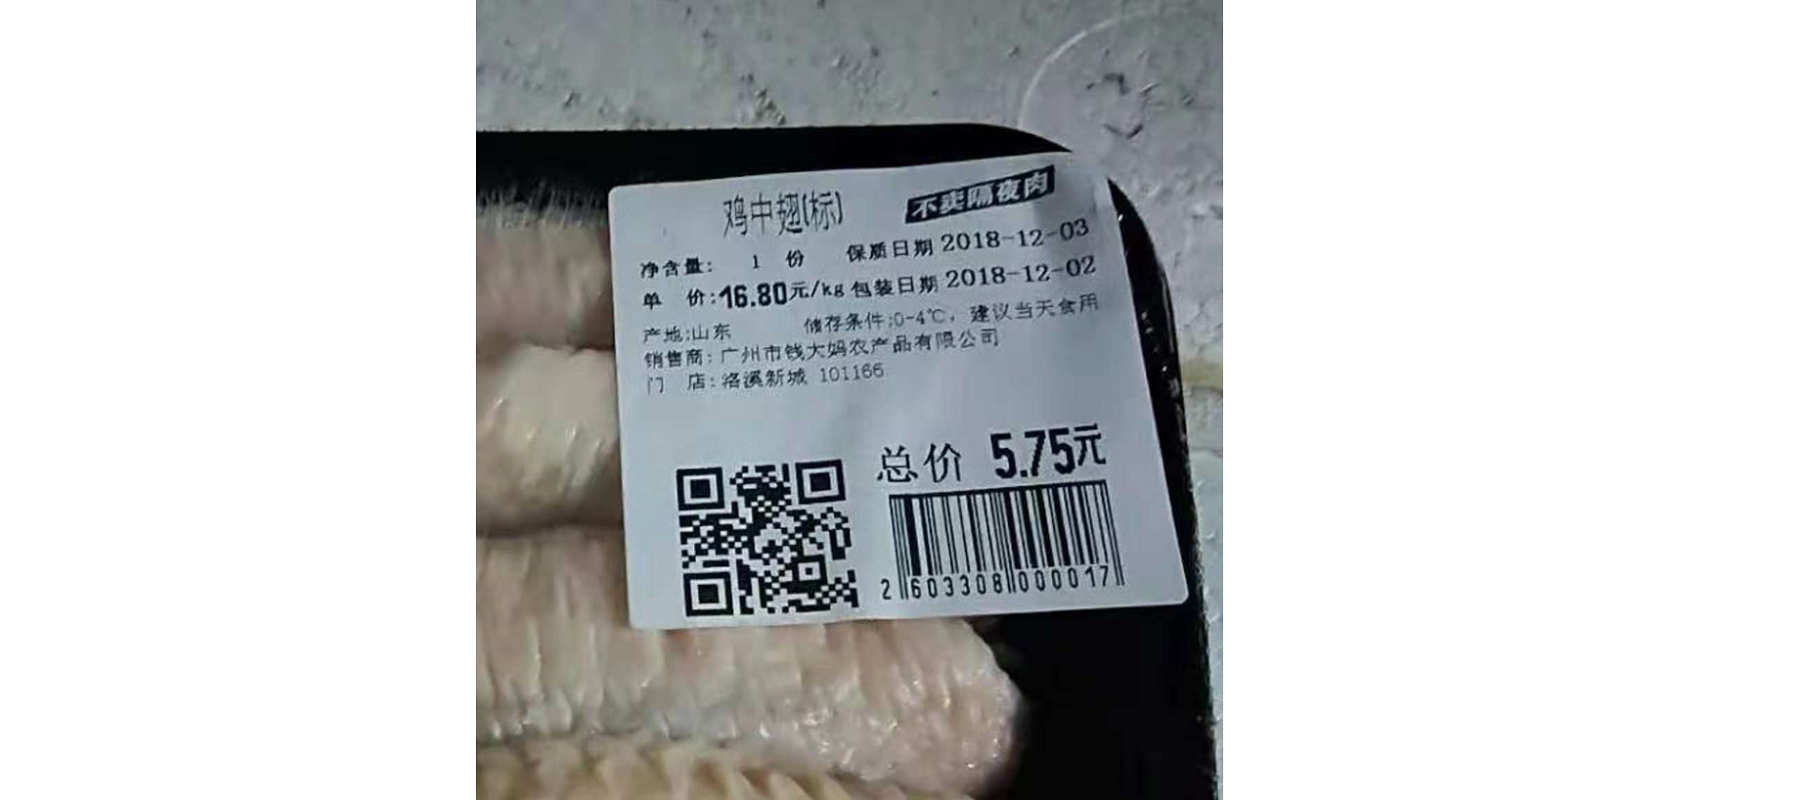 鸡中翅(标) 不卖隔夜肉
净含量: 1 份 保质日期 2018-12-03
单 价:16.80元/kg 包装日期 2018-12-02
产地:山东 储存条件:0-4℃, 建议当天食用
销售商: 广州市钱大妈农产品有限公司
门 店: 洛溪新城 101166
总价 5.75元
2603308000017